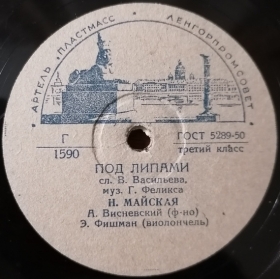 АРТЕЛЬ ПЛАСТМАСС • ЛЕНГОРПРОМСОВЕТ
Г
1590
ГОСТ 5289-50
третий класс
ПОД ЛИПАМИ
сл. В. Васильева,
муз. Г. Феликса
И. МАЙСКАЯ
А. Висневский (ф-но)
Э. Фишман (виолончель)